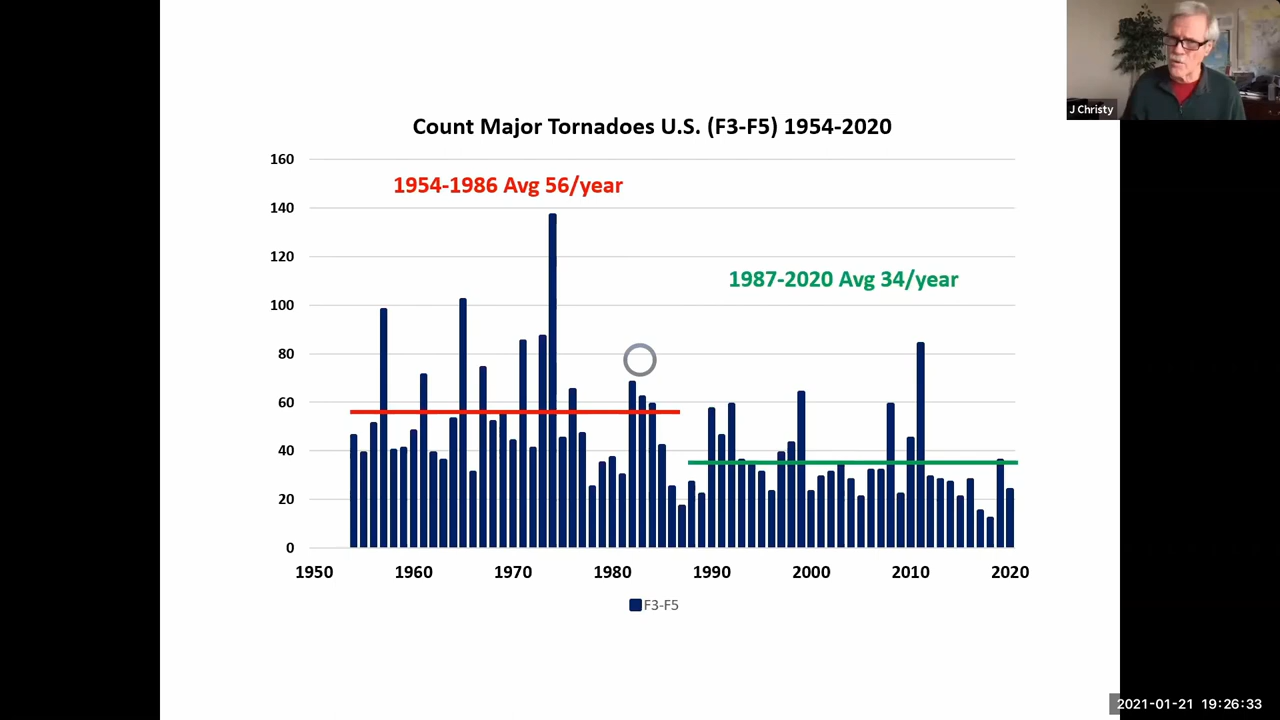 J Christy
Count Major Tornadoes U.S. (F3-F5) 1954-2020
160
1954-1986 Avg 56/year
140
120
1987-2020 Avg 34/year
100
80
60
40
20
0
1950 1960 1970 1980 1990 2000 2010 2020
F3-F5
2021-01-21 19:26:33